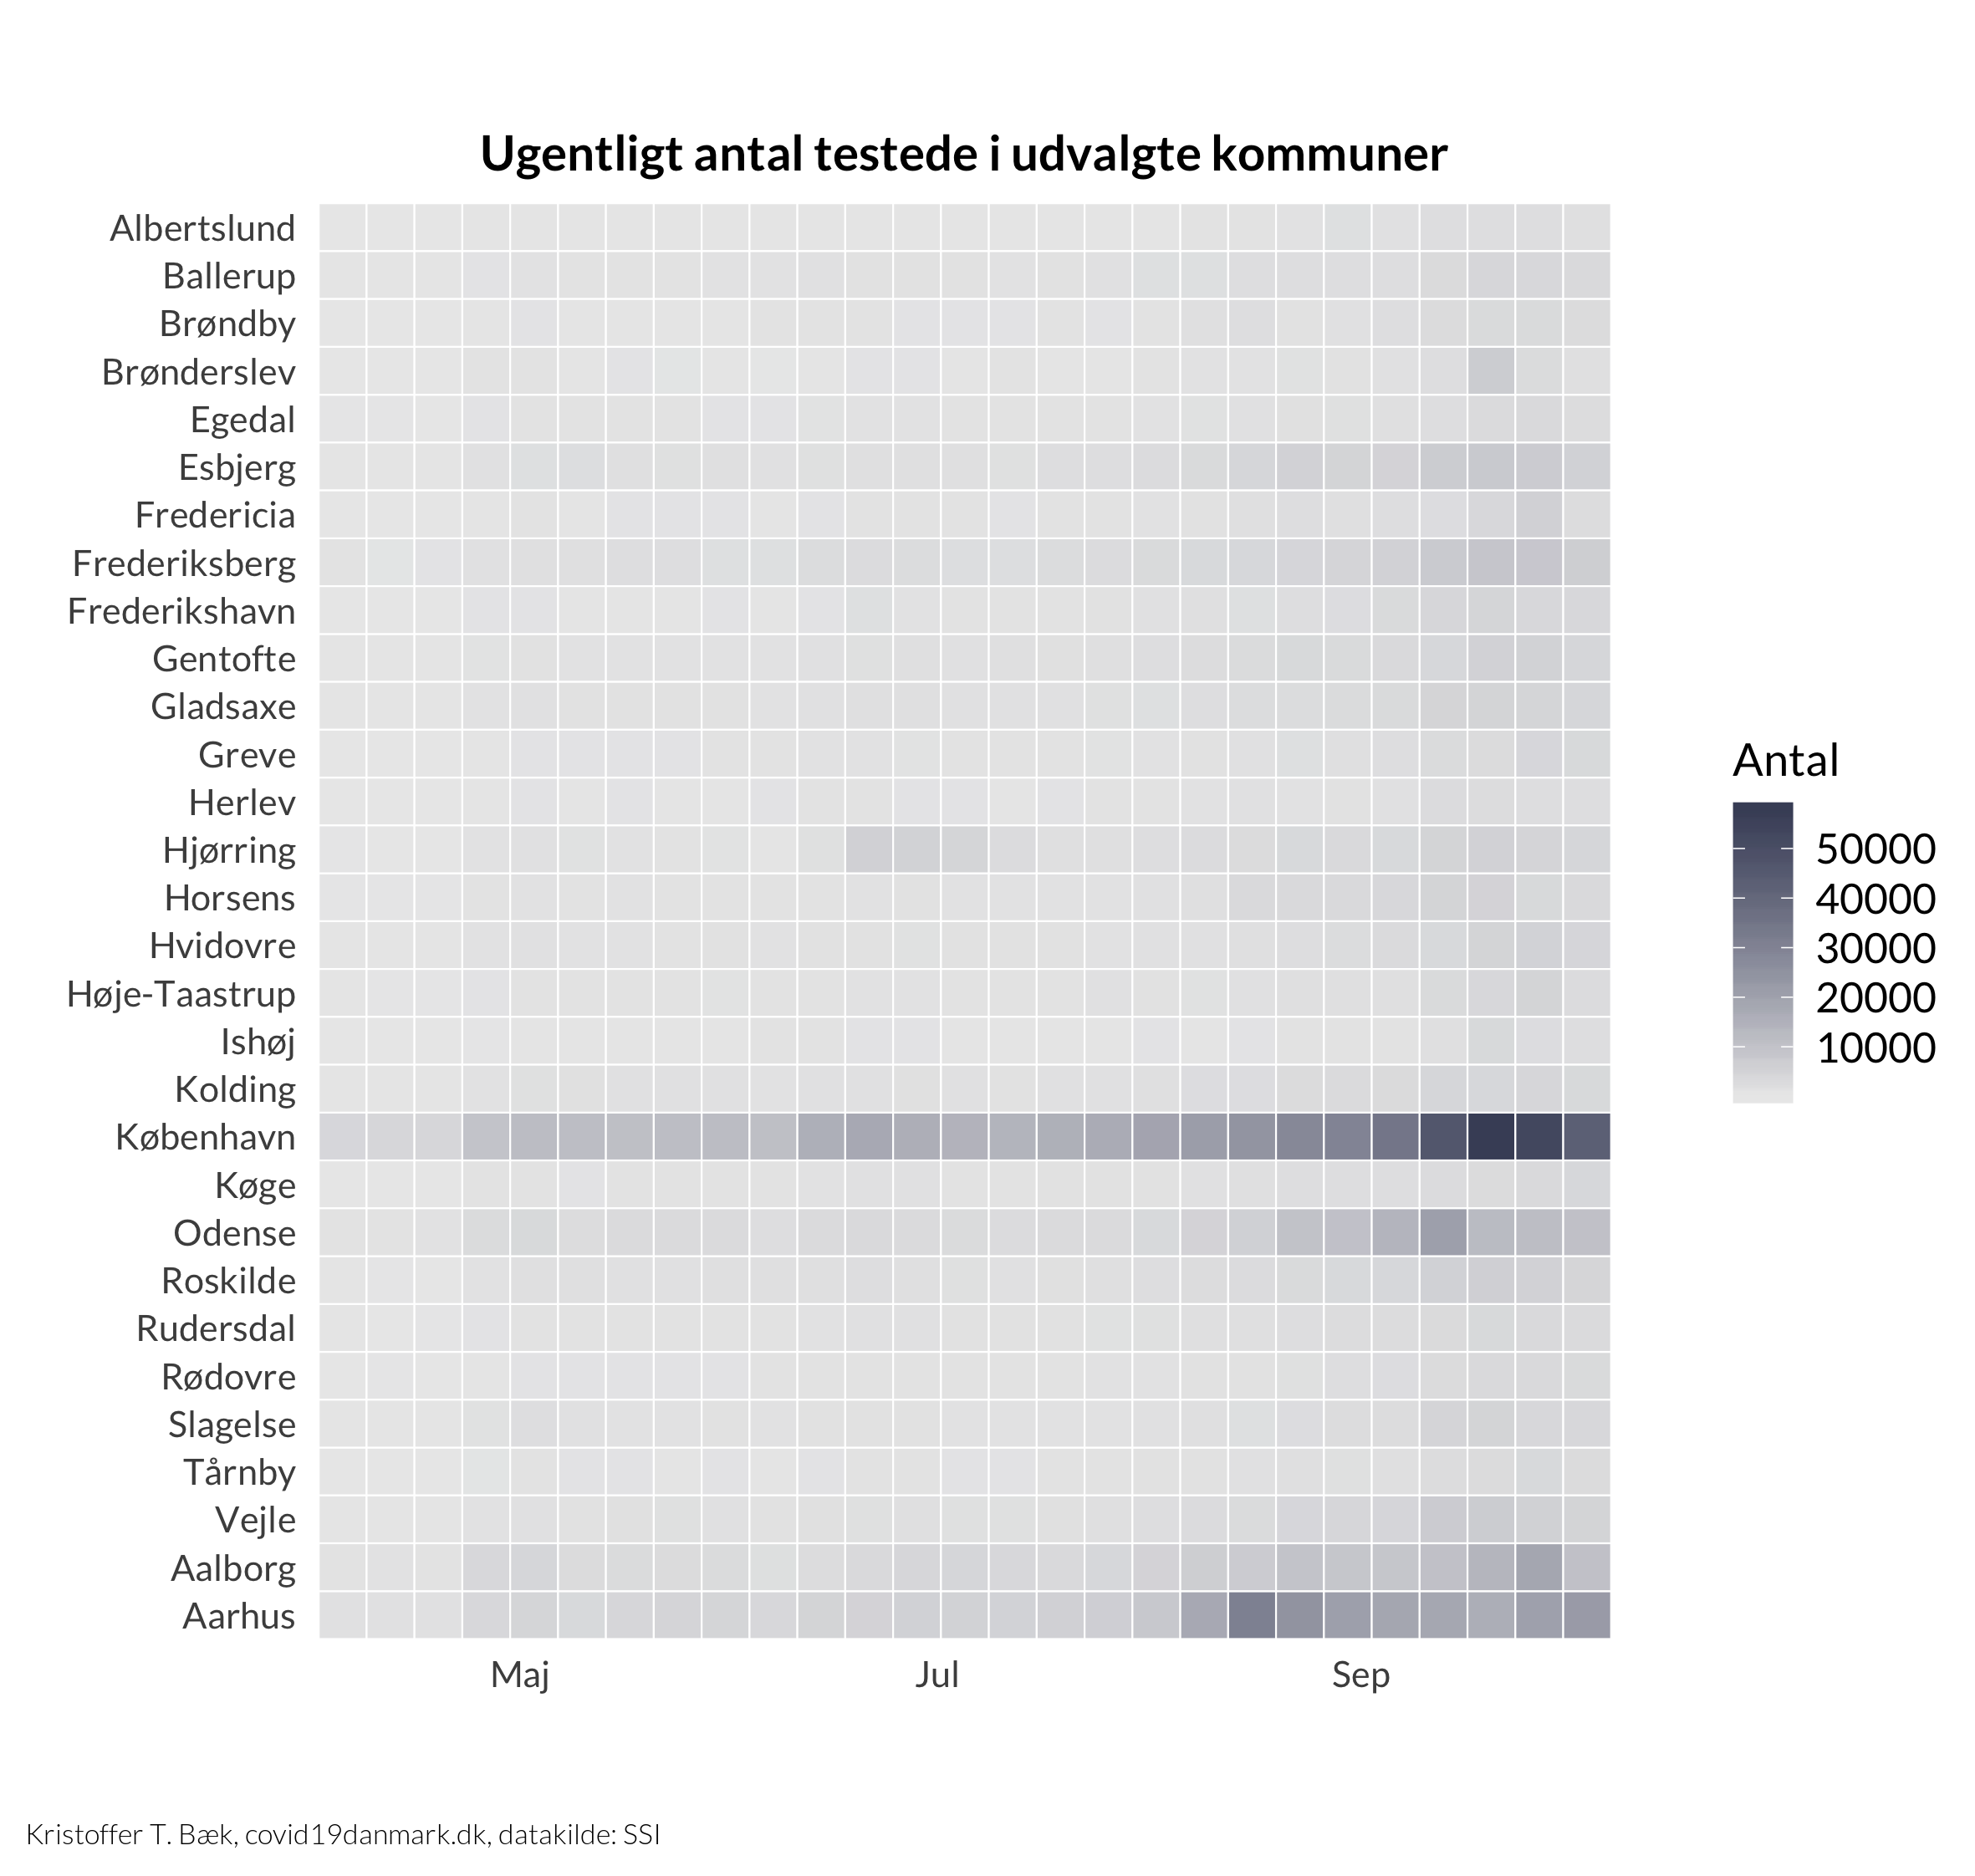 Ugentligt antal testede i udvalgte kommuner
Albertslund
Ballerup
Brøndby
Brønderslev
Egedal
Esbjerg
Fredericia
Frederiksberg
Frederikshavn
Gentofte
Gladsaxe
Greve
Herlev
Hjørring
Horsens
Hvidovre
Høje-Taastrup
Ishøj
Kolding
København
Køge
Odense
Roskilde
Rudersdal
Rødovre
Slagelse
Tårnby
Vejle
Aalborg
Aarhus
Maj Jul Sep
Antal
50000
40000
30000
20000
10000
Kristoffer T. Bæk, covid19danmark.dk, datakilde: SSI